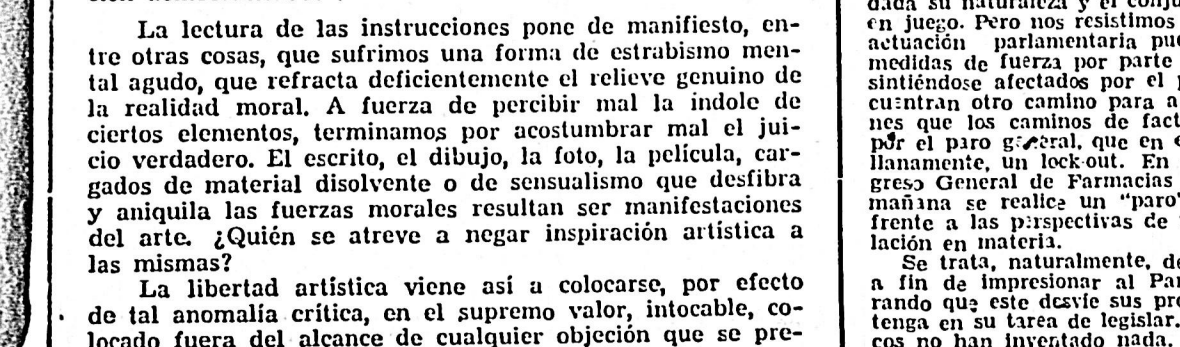 La lectura de las instrucciones pone de manifiesto, en-
tre otras cosas, que sufrimos una forma de estrabismo men-
tal agudo, que refracta deficientemente el relieve genuino de
la realidad moral. A fuerza de percibir mal la indole de
ciertos elementos, terminamos por acostumbrar mal el jui-
cio verdadero. El escrito, el dibujo, la foto, la película, car-
gados de material disolvente o de sensualismo que desfibra
y aniquila las fuerzas morales resultan ser manifestaciones
del arte. ¿Quién se atreve a negar inspiración artística a
las mismas?
La libertad artística viene así a colocarse, por efecto
de tal anomalía crítica, en el supremo valor, intocable, co-
locado fuera del alcance de cualquier objeción que se pre-
dada su naturaleza y el conju
en juego. Pero nos resistimos
actuación parlamentaria pue
medidas de fuerza por parte
sintiéndose afectados por el
cuentran otro camino para a
nes que los caminos de fact
por el paro general, que en
llanamente, un lock-out. En
greso General de Farmacias
mañana se realice un "paro"
frente a las perspectivas de
lación en materia.
Se trata, naturalmente, de
a fin de impresionar al Par
rando que este desvíe sus pro
tenga en su tarea de legislar.
cos no han inventado nada.